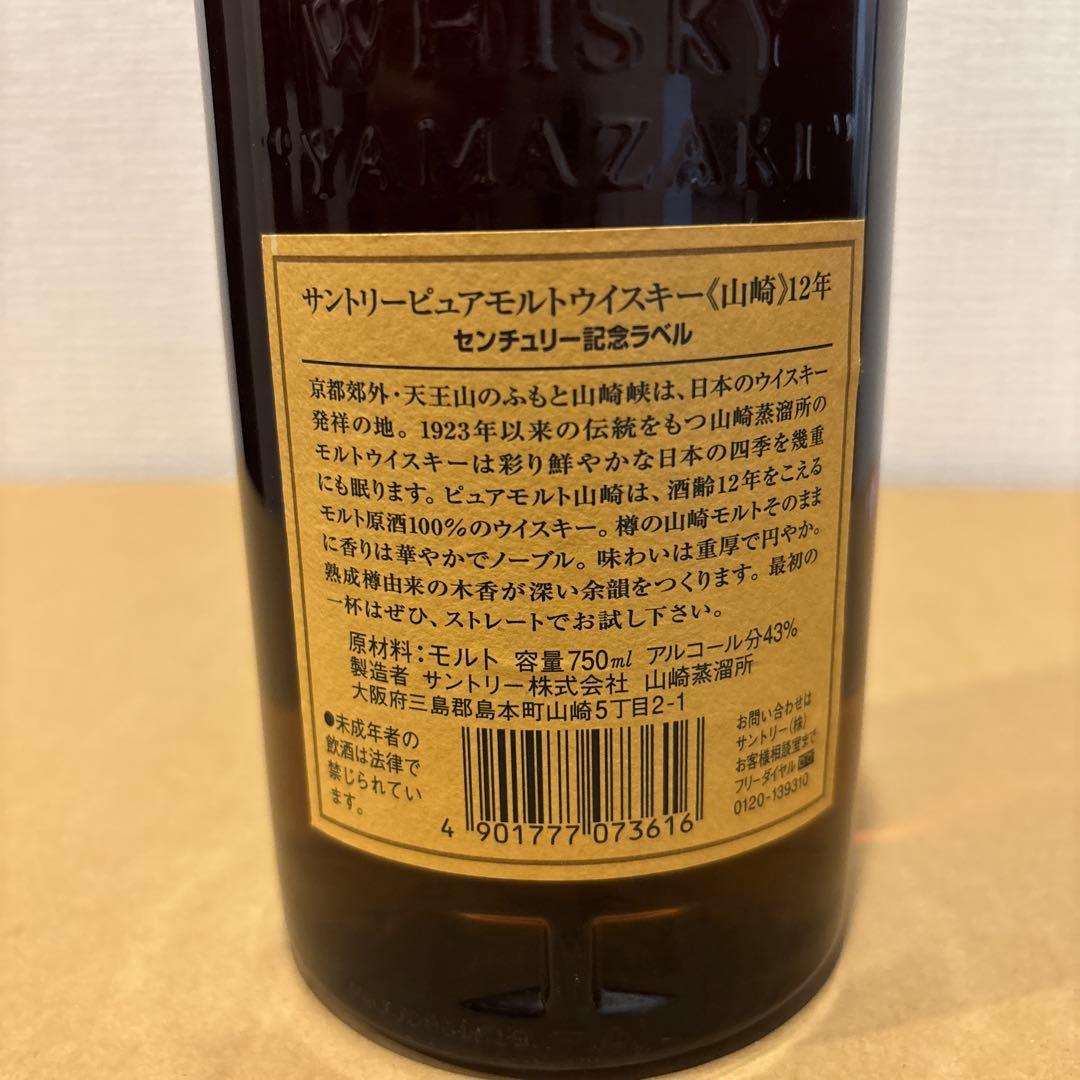 WHISKY
"YAMAZAKI"
サントリーピュアモルトウイスキー《山崎》12年
センチュリー記念ラベル
京都郊外・天王山のふもと山崎峡は、日本のウイスキー
発祥の地。1923年以来の伝統をもつ山崎蒸溜所の
モルトウイスキーは彩り鮮やかな日本の四季を幾重
にも眠ります。ピュアモルト山崎は、酒齢12年をこえる
モルト原酒100%のウイスキー。樽の山崎モルトそのまま
に香りは華やかでノーブル。味わいは重厚で円やか。
熟成樽由来の木香が深い余韻をつくります。最初の
一杯はぜひ、ストレートでお試し下さい。
原材料:モルト 容量750ml アルコール分43%
製造者 サントリー株式会社 山崎蒸溜所
大阪府三島郡島本町山崎5丁目2-1
●未成年者の
飲酒は法律で
禁じられてい
ます。
4 901777 073616
お問い合わせは
サントリー(株)
お客様相談室まで
フリーダイヤル
0120-139310